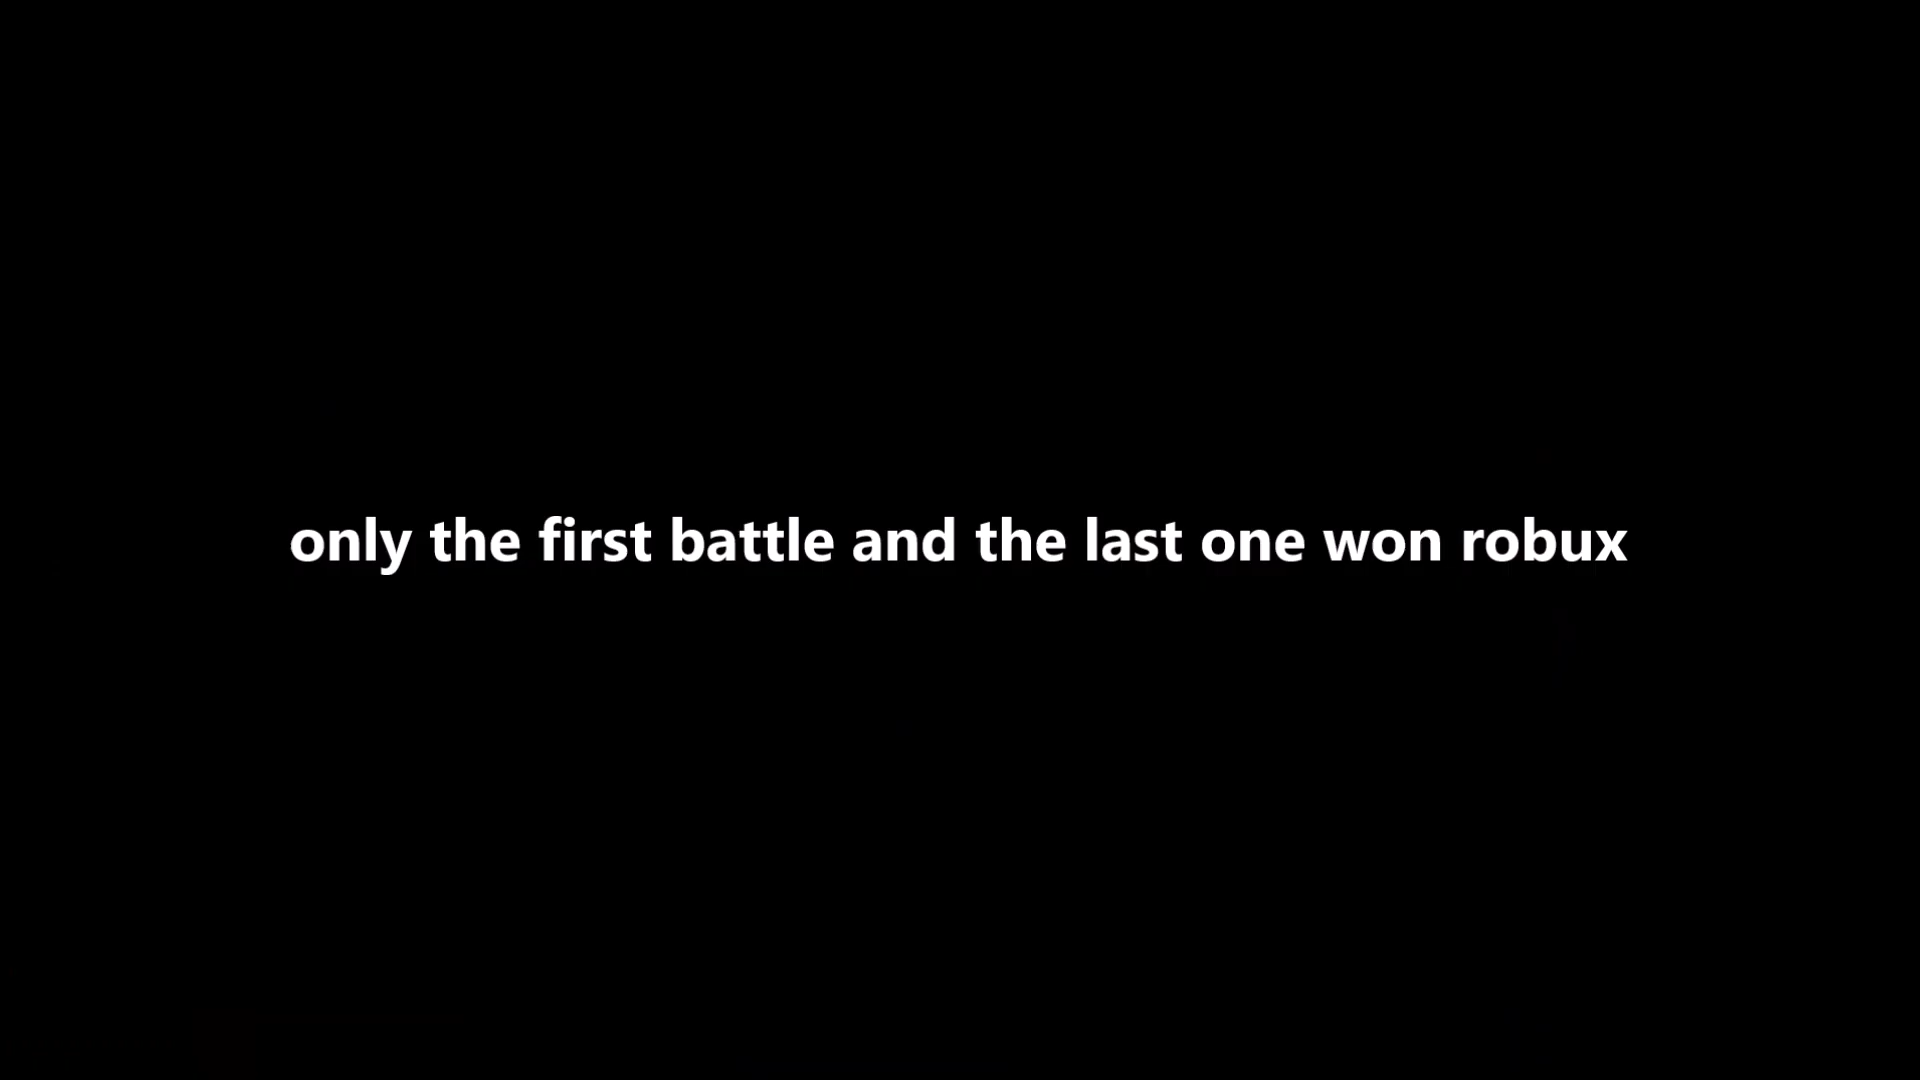 only the first battle and the last one won robux